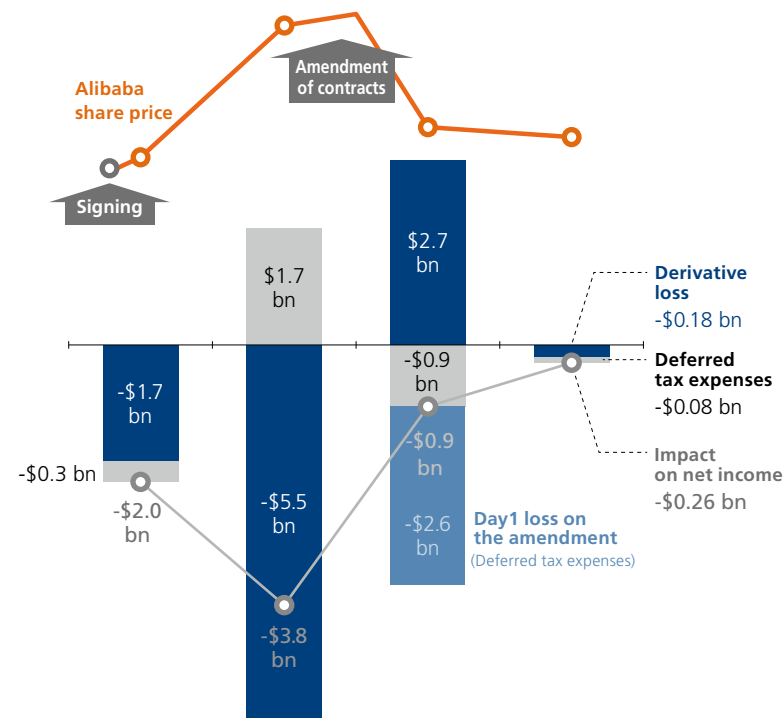 Amendment
of contracts
Alibaba
share price
Signing
$2.7
bn
$1.7
bn
Derivative
loss
-$0.18 bn
-$0.9
bn
Deferred
tax expenses
-$0.08 bn
-$1.7
bn
-$0.3 bn
-$2.0
bn
-$5.5
bn
-$3.8
bn
-$0.9
bn
-$2.6
bn
Day1 loss on
the amendment
(Deferred tax expenses)
Impact
on net income
-$0.26 bn